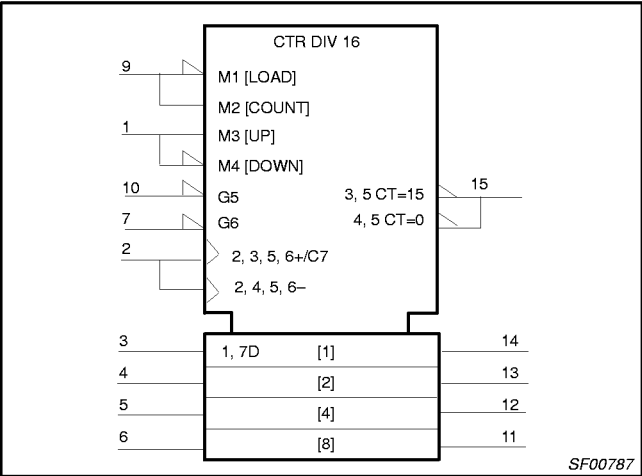 CTR DIV 16
9
M1 [LOAD]
M2 [COUNT]
1
M3 [UP]
M4 [DOWN]
10
G5
3, 5 CT=15
15
7
G6
4, 5 CT=0
2
2, 3, 5, 6+/C7
2, 4, 5, 6–
3
1, 7D
[1]
14
4
[2]
13
5
[4]
12
6
[8]
11
SF00787